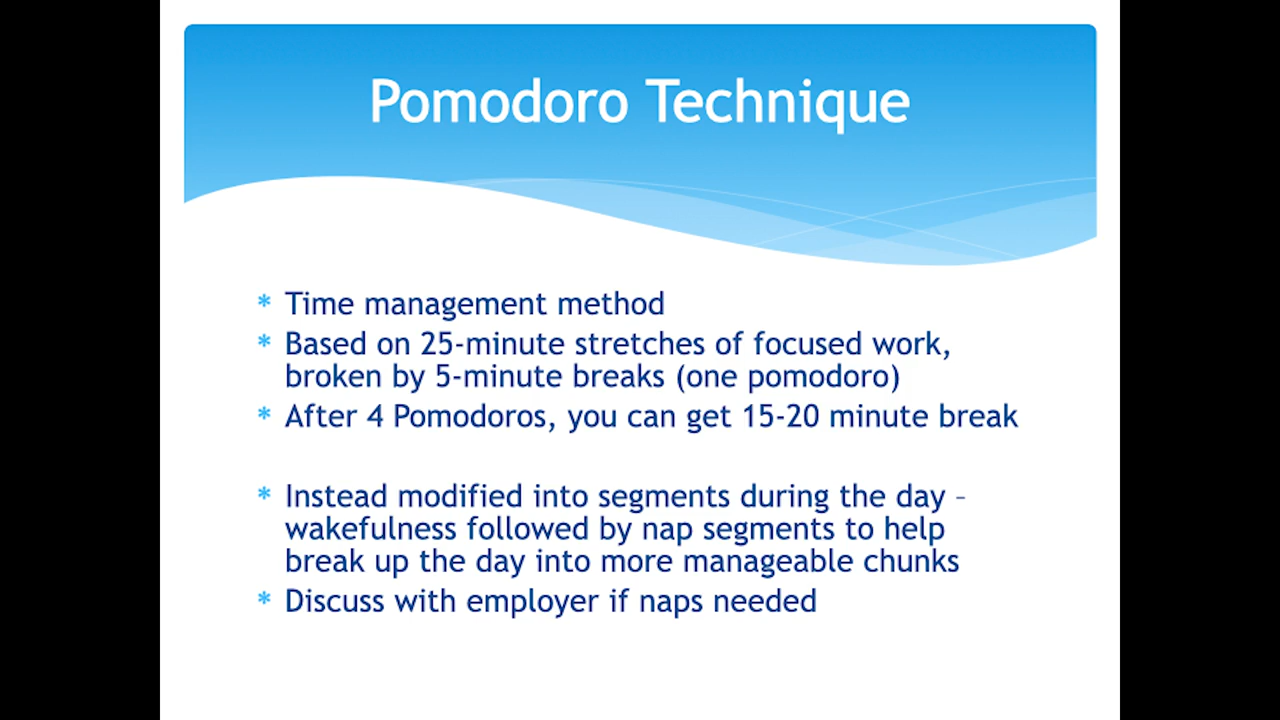 Pomodoro Technique
* Time management method
* Based on 25-minute stretches of focused work,
broken by 5-minute breaks (one pomodoro)
* After 4 Pomodoros, you can get 15-20 minute break
* Instead modified into segments during the day –
wakefulness followed by nap segments to help
break up the day into more manageable chunks
* Discuss with employer if naps needed